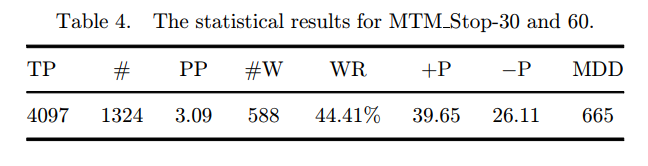 Table 4. The statistical results for MTM_Stop-30 and 60.
TP # PP #W WR +P −P MDD
4097 1324 3.09 588 44.41% 39.65 26.11 665